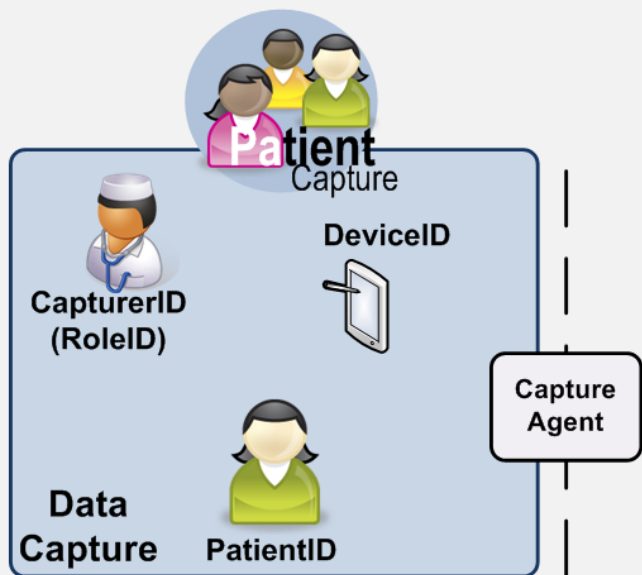 Patient
Capture
DeviceID
CapturerID
(RoleID)
Capture
Agent
Data
Capture
PatientID